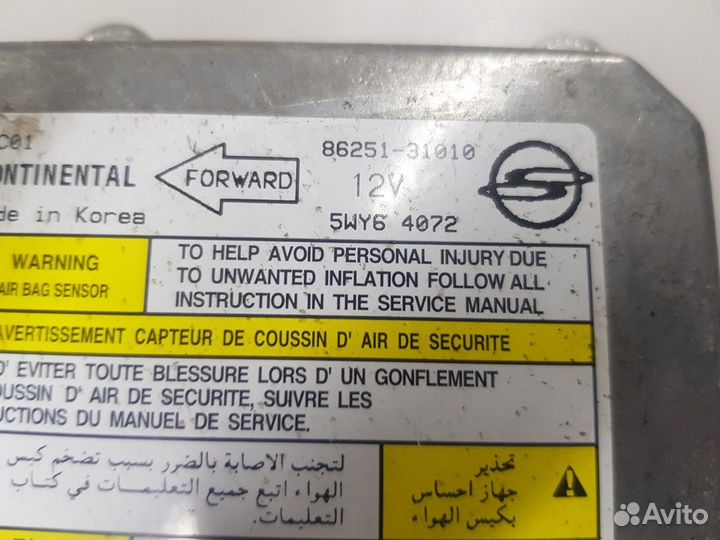 C01
ONTINENTAL
FORWARD
86251-31010
12V
de in Korea
5WY6 4072
WARNING
AIR BAG SENSOR
TO HELP AVOID PERSONAL INJURY DUE
TO UNWANTED INFLATION FOLLOW ALL
INSTRUCTION IN THE SERVICE MANUAL
AVERTISSEMENT CAPTEUR DE COUSSIN D' AIR DE SECURITE
D' EVITER TOUTE BLESSURE LORS D' UN GONFLEMENT
OUSSIN D' AIR DE SECURITE, SUIVRE LES
UCTIONS DU MANUEL DE SERVICE.
لتجنب الاصابة بالضرر بسبب تضخم كيس
الهواء اتبع جميع التعليمات في كتاب
التعليمات.
تحذير
جهاز احساس
بكيس الهواء
Avito